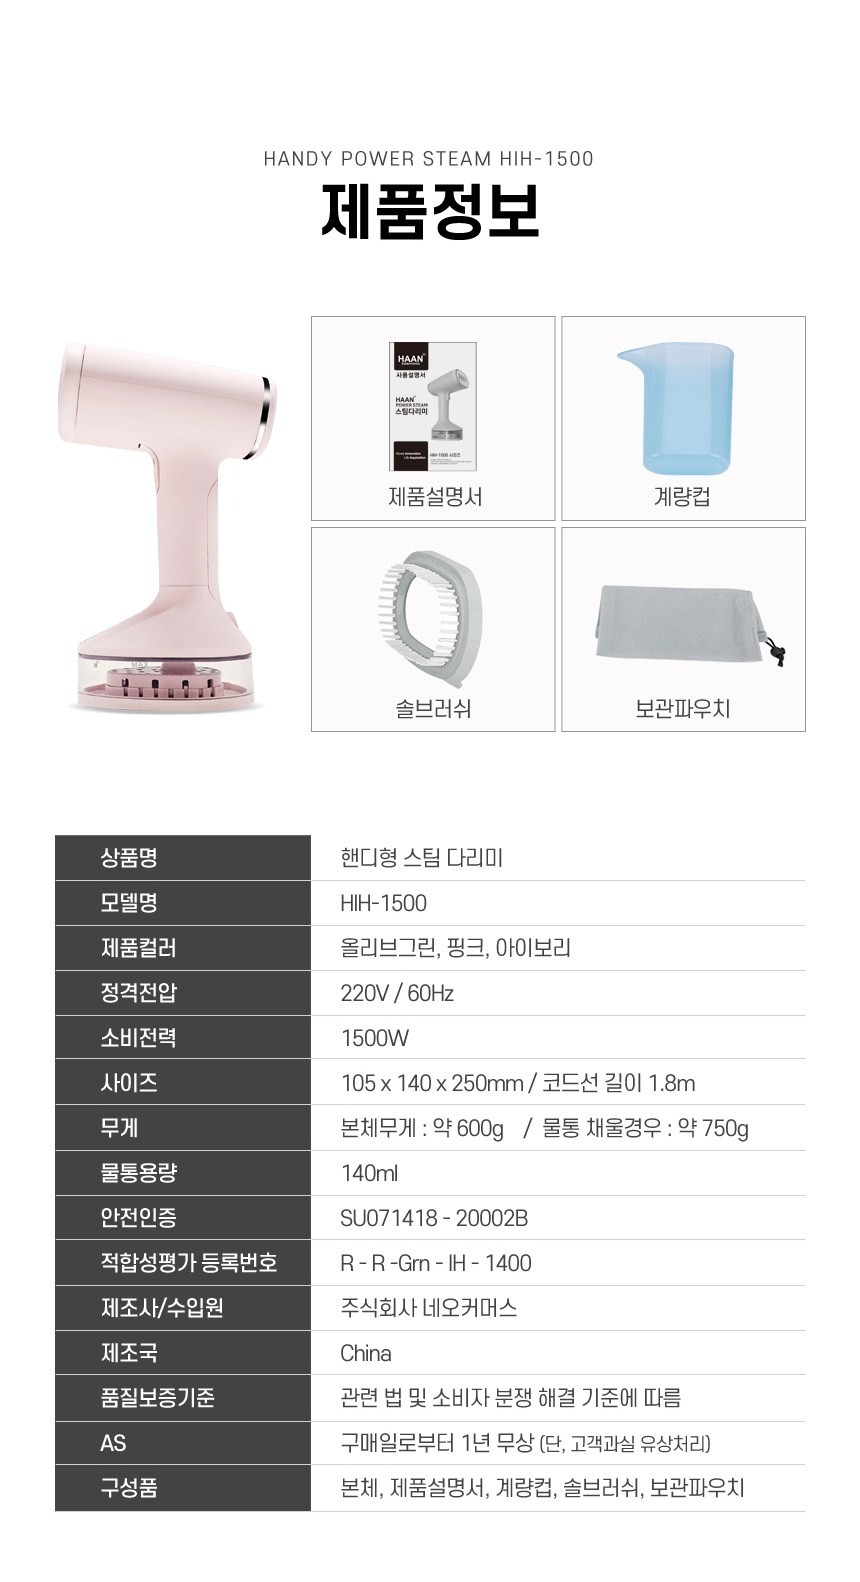 HANDY POWER STEAM HIH-1500
제품정보
HAAN
사용설명서
HAAN
POWER STEAM
스팀다리미
HIH-1500 시리즈
제품설명서
계량컵
MAX
솔브러쉬
보관파우치
상품명 핸디형 스팀 다리미
모델명 HIH-1500
제품컬러 올리브그린, 핑크, 아이보리
정격전압 220V / 60Hz
소비전력 1500W
사이즈 105 x 140 x 250mm / 코드선 길이 1.8m
무게 본체무게 : 약 600g / 물통 채울경우 : 약 750g
물통용량 140ml
안전인증 SU071418 - 20002B
적합성평가 등록번호 R - R -Grn - IH - 1400
제조사/수입원 주식회사 네오커머스
제조국 China
품질보증기준 관련 법 및 소비자 분쟁 해결 기준에 따름
AS 구매일로부터 1년 무상 (단, 고객과실 유상처리)
구성품 본체, 제품설명서, 계량컵, 솔브러쉬, 보관파우치